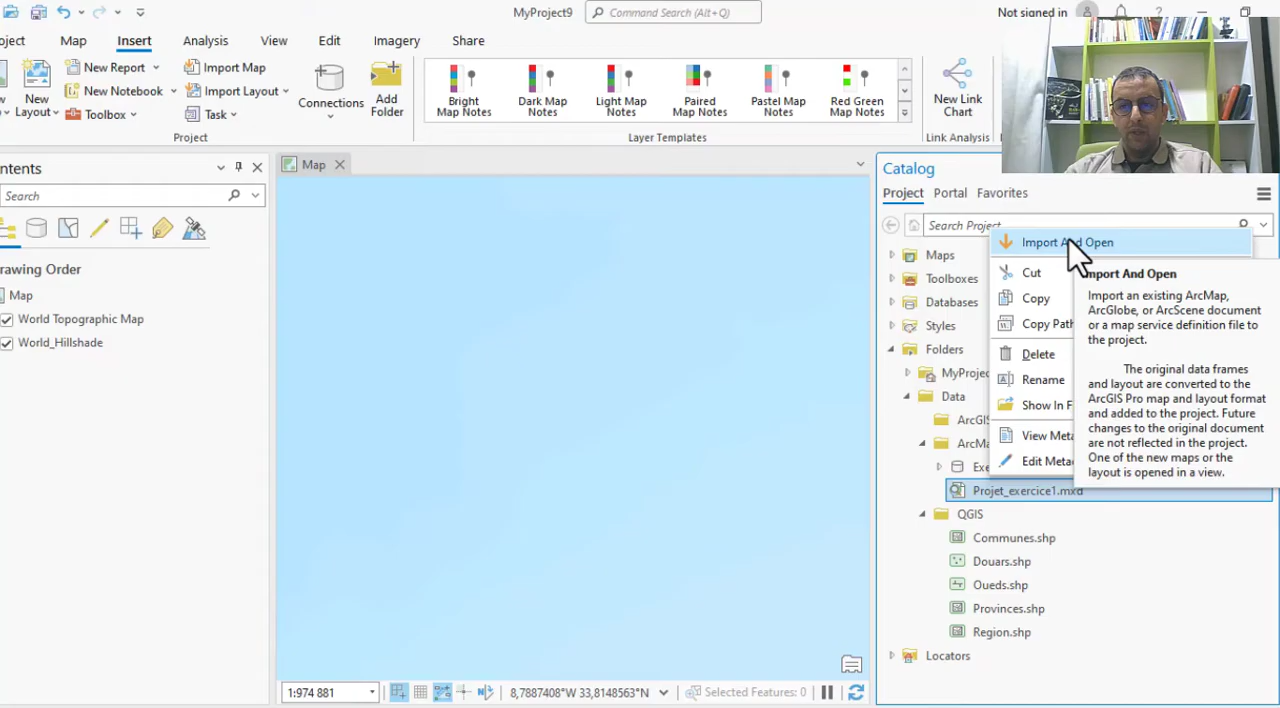 MyProject9
Command Search (Alt+Q)
Not signed in
?
oject
Map
Insert
Analysis
View
Edit
Imagery
Share
New Report
Import Map
New Notebook
Import Layout
Toolbox
Task
New
Layout
Connections
Add
Folder
Project
Bright
Map Notes
Dark Map
Notes
Light Map
Notes
Paired
Map Notes
Pastel Map
Notes
Red Green
Map Notes
Layer Templates
New Link
Chart
Link Analysis
ntents
Search
rawing Order
Map
World Topographic Map
World_Hillshade
Map
Catalog
Project
Portal
Favorites
Search Project
Maps
Toolboxes
Databases
Styles
Folders
MyProjec
Data
ArcGI
ArcMa
Exe
Projet_exercice1.mxd
QGIS
Communes.shp
Douars.shp
Oueds.shp
Provinces.shp
Region.shp
Locators
Import And Open
Cut
Copy
Copy Path
Delete
Rename
Show In F
View Meta
Edit Metad
Import And Open
Import an existing ArcMap,
ArcGlobe, or ArcScene document
or a map service definition file to
the project.
The original data frames
and layout are converted to the
ArcGIS Pro map and layout format
and added to the project. Future
changes to the original document
are not reflected in the project.
One of the new maps or the
layout is opened in a view.
1:974 881
8,7887408°W 33,8148563°N
Selected Features: 0